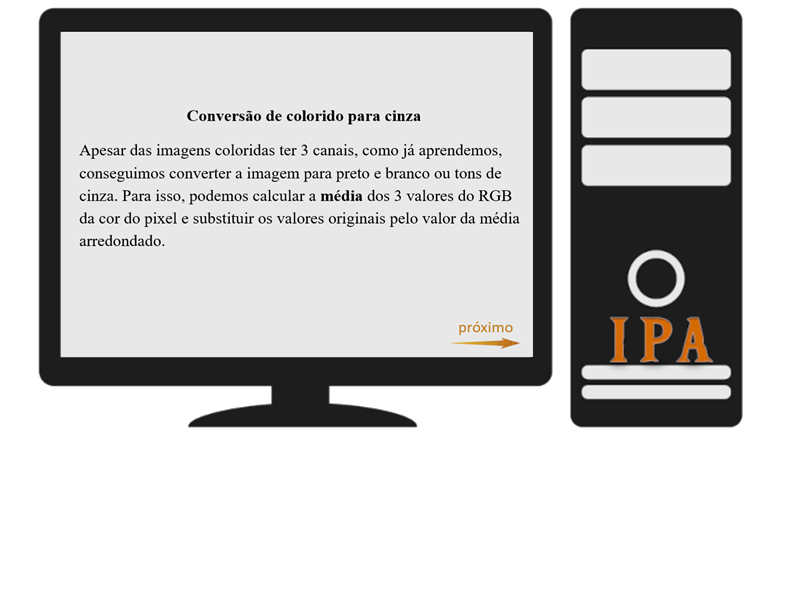 Conversão de colorido para cinza
Apesar das imagens coloridas ter 3 canais, como já aprendemos,
conseguimos converter a imagem para preto e branco ou tons de
cinza. Para isso, podemos calcular a média dos 3 valores do RGB
da cor do pixel e substituir os valores originais pelo valor da média
arredondado.
próximo
IPA